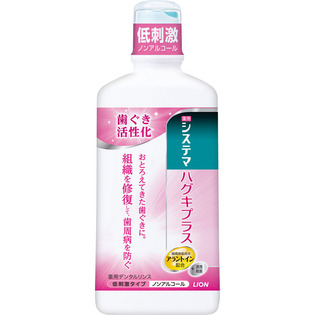 低刺激
ノンアルコール
歯ぐき
活性化
薬用
システマ
ハグキプラス
おとろえてきた歯ぐきに。
組織を修復して、歯周病を防ぐ
アラントイン
配合
薬用デンタルリンス
低刺激タイプ
ノンアルコール
LION